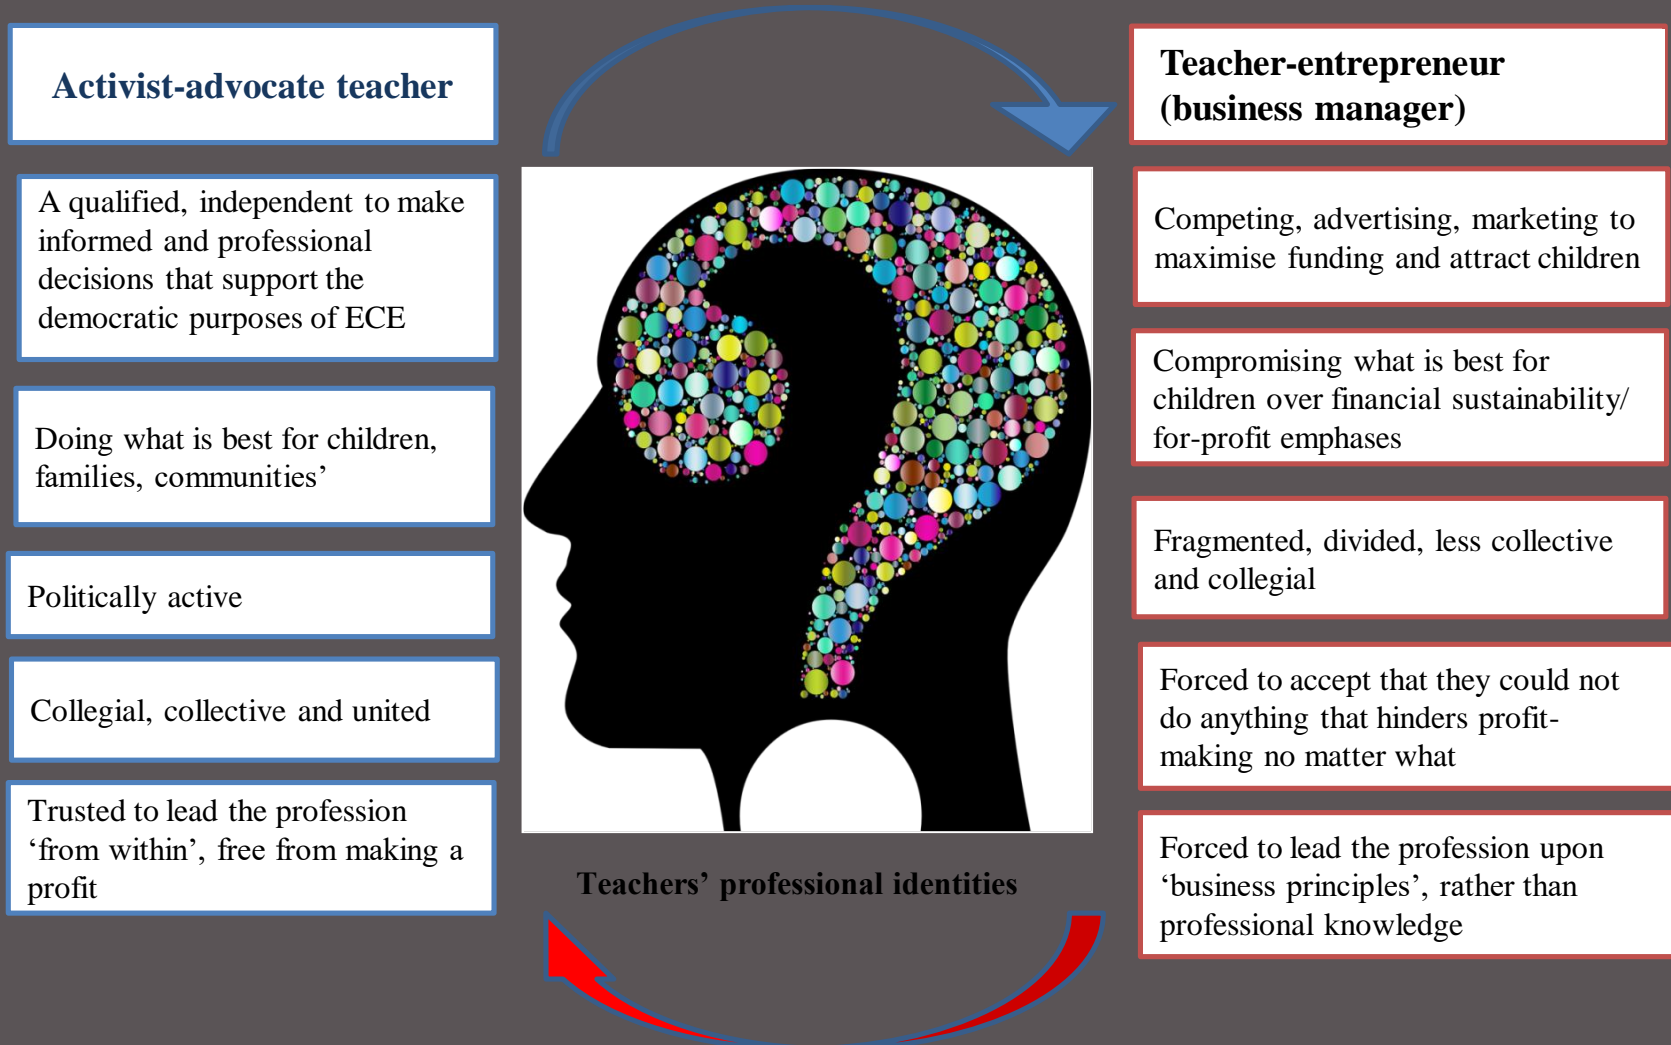 Activist-advocate teacher
A qualified, independent to make
informed and professional
decisions that support the
democratic purposes of ECE
Doing what is best for children,
families, communities’
Politically active
Collegial, collective and united
Trusted to lead the profession
‘from within’, free from making a
profit
Teachers’ professional identities
Teacher-entrepreneur
(business manager)
Competing, advertising, marketing to
maximise funding and attract children
Compromising what is best for
children over financial sustainability/
for-profit emphases
Fragmented, divided, less collective
and collegial
Forced to accept that they could not
do anything that hinders profit-
making no matter what
Forced to lead the profession upon
‘business principles’, rather than
professional knowledge